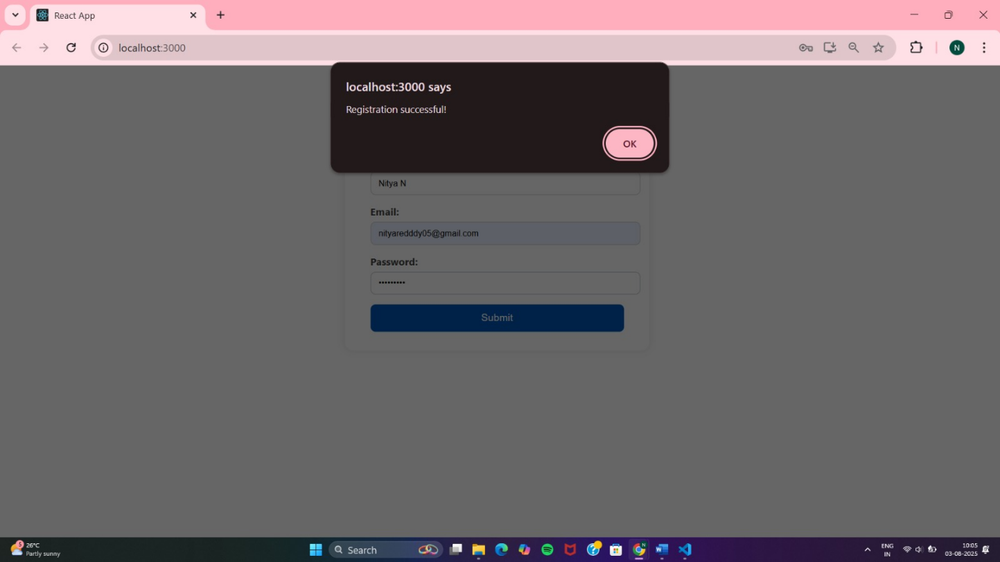 React App
localhost:3000
N
localhost:3000 says
Registration successful!
OK
Nitya N
Email:
nityaredddy05@gmail.com
Password:
•••••••••
Submit
5
26°C
Partly sunny
Search
N
ENG
IN
10:05
03-08-2025